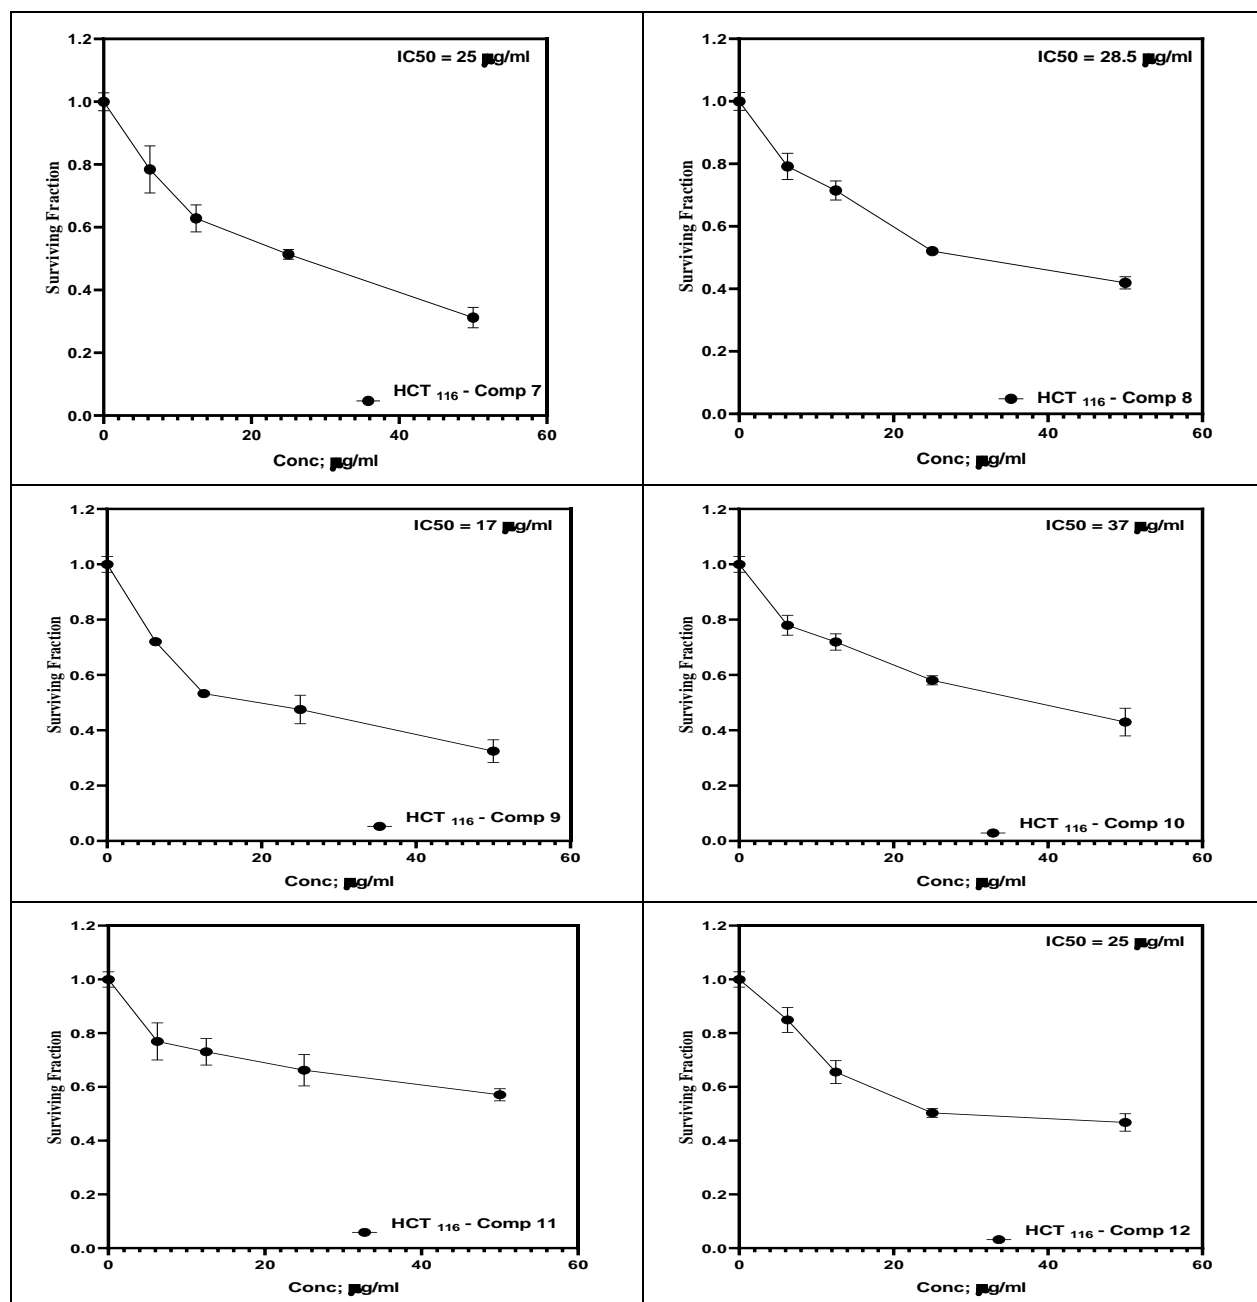 1.2
IC50 = 25 µg/ml
1.0
0.8
0.6
0.4
0.2
0.0
Surviving Fraction
HCT 116 - Comp 7
0 20 40 60
Conc; µg/ml
1.2
IC50 = 28.5 µg/ml
1.0
0.8
0.6
0.4
0.2
0.0
Surviving Fraction
HCT 116 - Comp 8
0 20 40 60
Conc; µg/ml
1.2
IC50 = 17 µg/ml
1.0
0.8
0.6
0.4
0.2
0.0
Surviving Fraction
HCT 116 - Comp 9
0 20 40 60
Conc; µg/ml
1.2
IC50 = 37 µg/ml
1.0
0.8
0.6
0.4
0.2
0.0
Surviving Fraction
HCT 116 - Comp 10
0 20 40 60
Conc; µg/ml
1.2
1.0
0.8
0.6
0.4
0.2
0.0
Surviving Fraction
HCT 116 - Comp 11
0 20 40 60
Conc; µg/ml
1.2
IC50 = 25 µg/ml
1.0
0.8
0.6
0.4
0.2
0.0
Surviving Fraction
HCT 116 - Comp 12
0 20 40 60
Conc; µg/ml